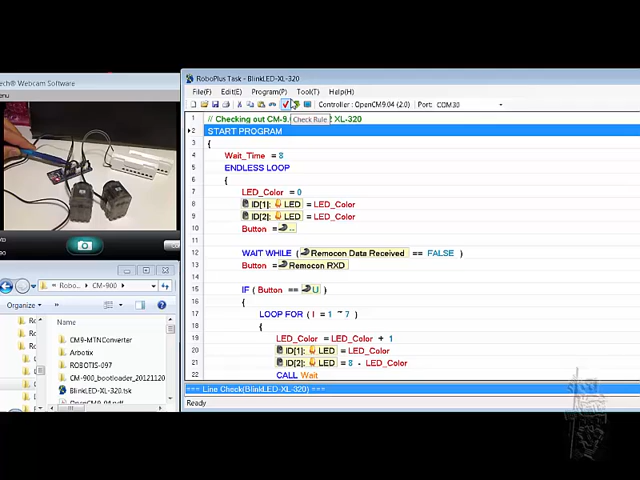 ech® Webcam Software
enu
Robo...
CM-900
Organize
Name
CM9-MTNConverter
Arbotix
ROBOTIS-097
CM-900_bootloader_20121120
BlinkLED-XL-320.tsk
RoboPlus Task - BlinkLED-XL-320
File(F) Edit(E) Program(P) Tool(T) Help(H)
Controller : OpenCM9.04 (2.0) Port: COM30
Check Rule
1 // Checking out CM-9. 2 XL-320
2 START PROGRAM
3 {
4 Wait_Time = 8
5 ENDLESS LOOP
6 {
7 LED_Color = 0
8 ID[1]: LED = LED_Color
9 ID[2]: LED = LED_Color
10 Button = --
11
12 WAIT WHILE ( Remocon Data Received == FALSE )
13 Button = Remocon RXD
14
15 IF ( Button == U )
16 {
17 LOOP FOR ( I = 1 ~ 7 )
18 {
19 LED_Color = LED_Color + 1
20 ID[1]: LED = LED_Color
21 ID[2]: LED = 8 - LED_Color
22 CALL Wait
=== Line Check(BlinkLED-XL-320) ===
Ready